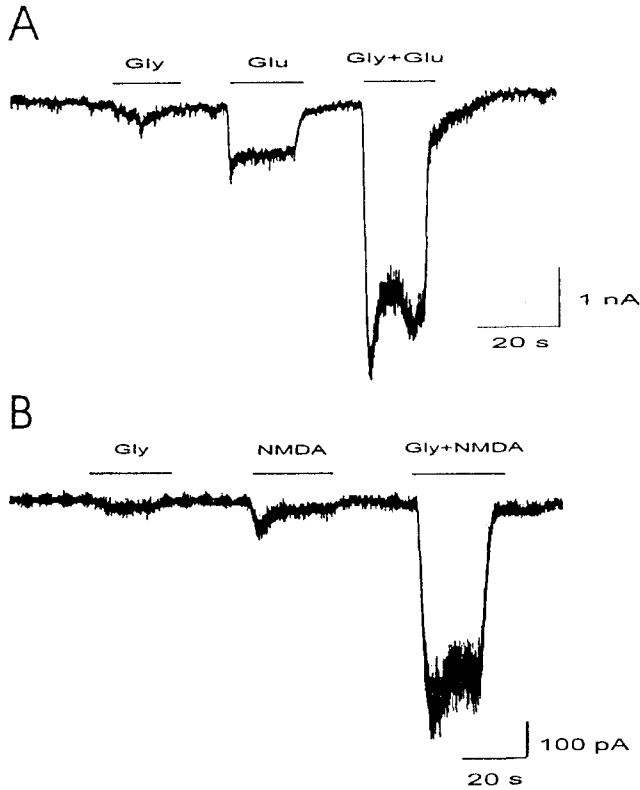 A
Gly
Glu
Gly+Glu
1 nA
20 s
B
Gly
NMDA
Gly+NMDA
100 pA
20 s